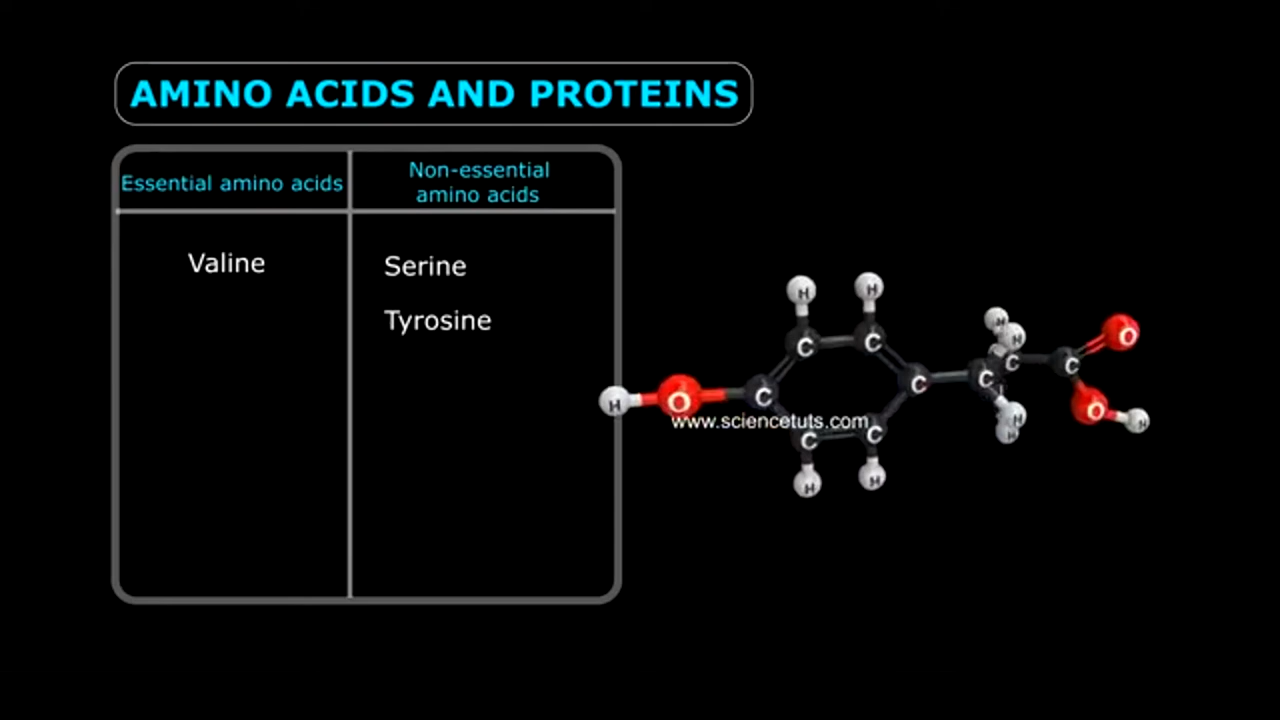 AMINO ACIDS AND PROTEINS
Essential amino acids
Non-essential
amino acids
Valine
Serine
Tyrosine
H
H
H
H
O
C
C
C
O
H
O
C
C
C
C
C
www.sciencetuts.com
O
H
H
C
C
H
H
H
H